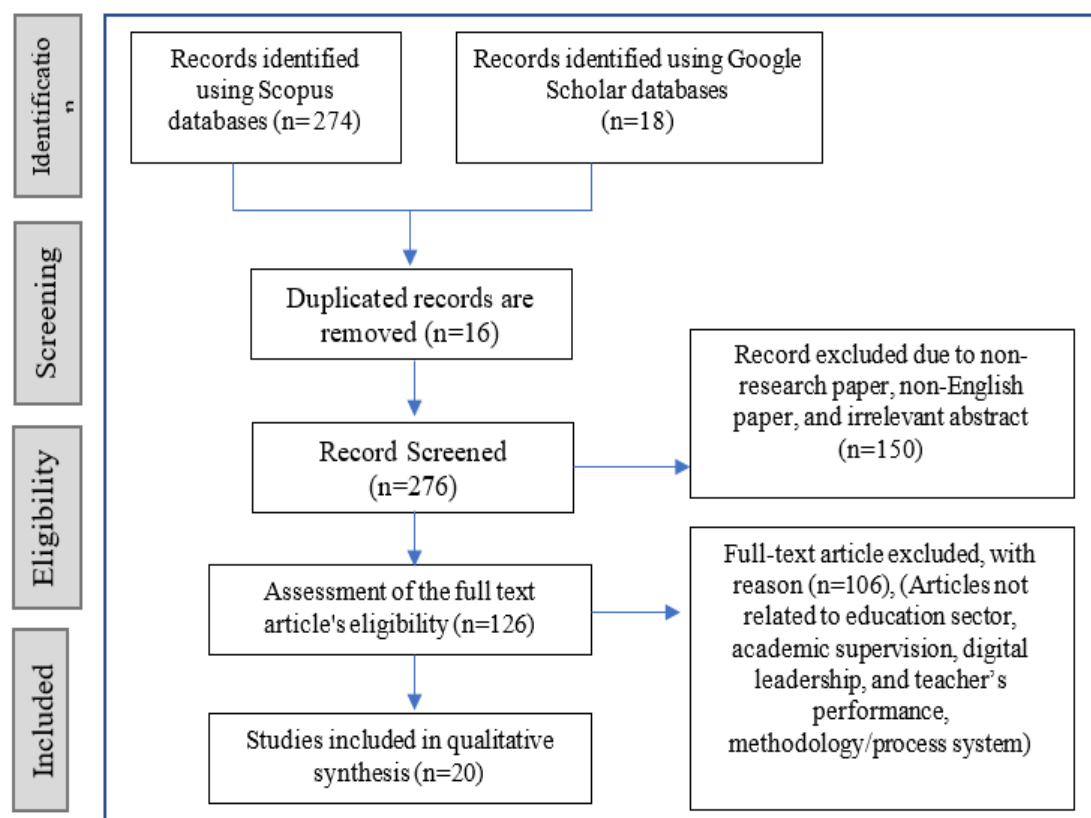 Identificatio
n
Records identified
using Scopus
databases (n=274)
Records identified using Google
Scholar databases
(n=18)
Screening
Duplicated records are
removed (n=16)
Record excluded due to non-
research paper, non-English
paper, and irrelevant abstract
(n=150)
Eligibility
Record Screened
(n=276)
Assessment of the full text
article's eligibility (n=126)
Full-text article excluded, with
reason (n=106), (Articles not
related to education sector,
academic supervision, digital
leadership, and teacher’s
performance,
methodology/process system)
Included
Studies included in qualitative
synthesis (n=20)